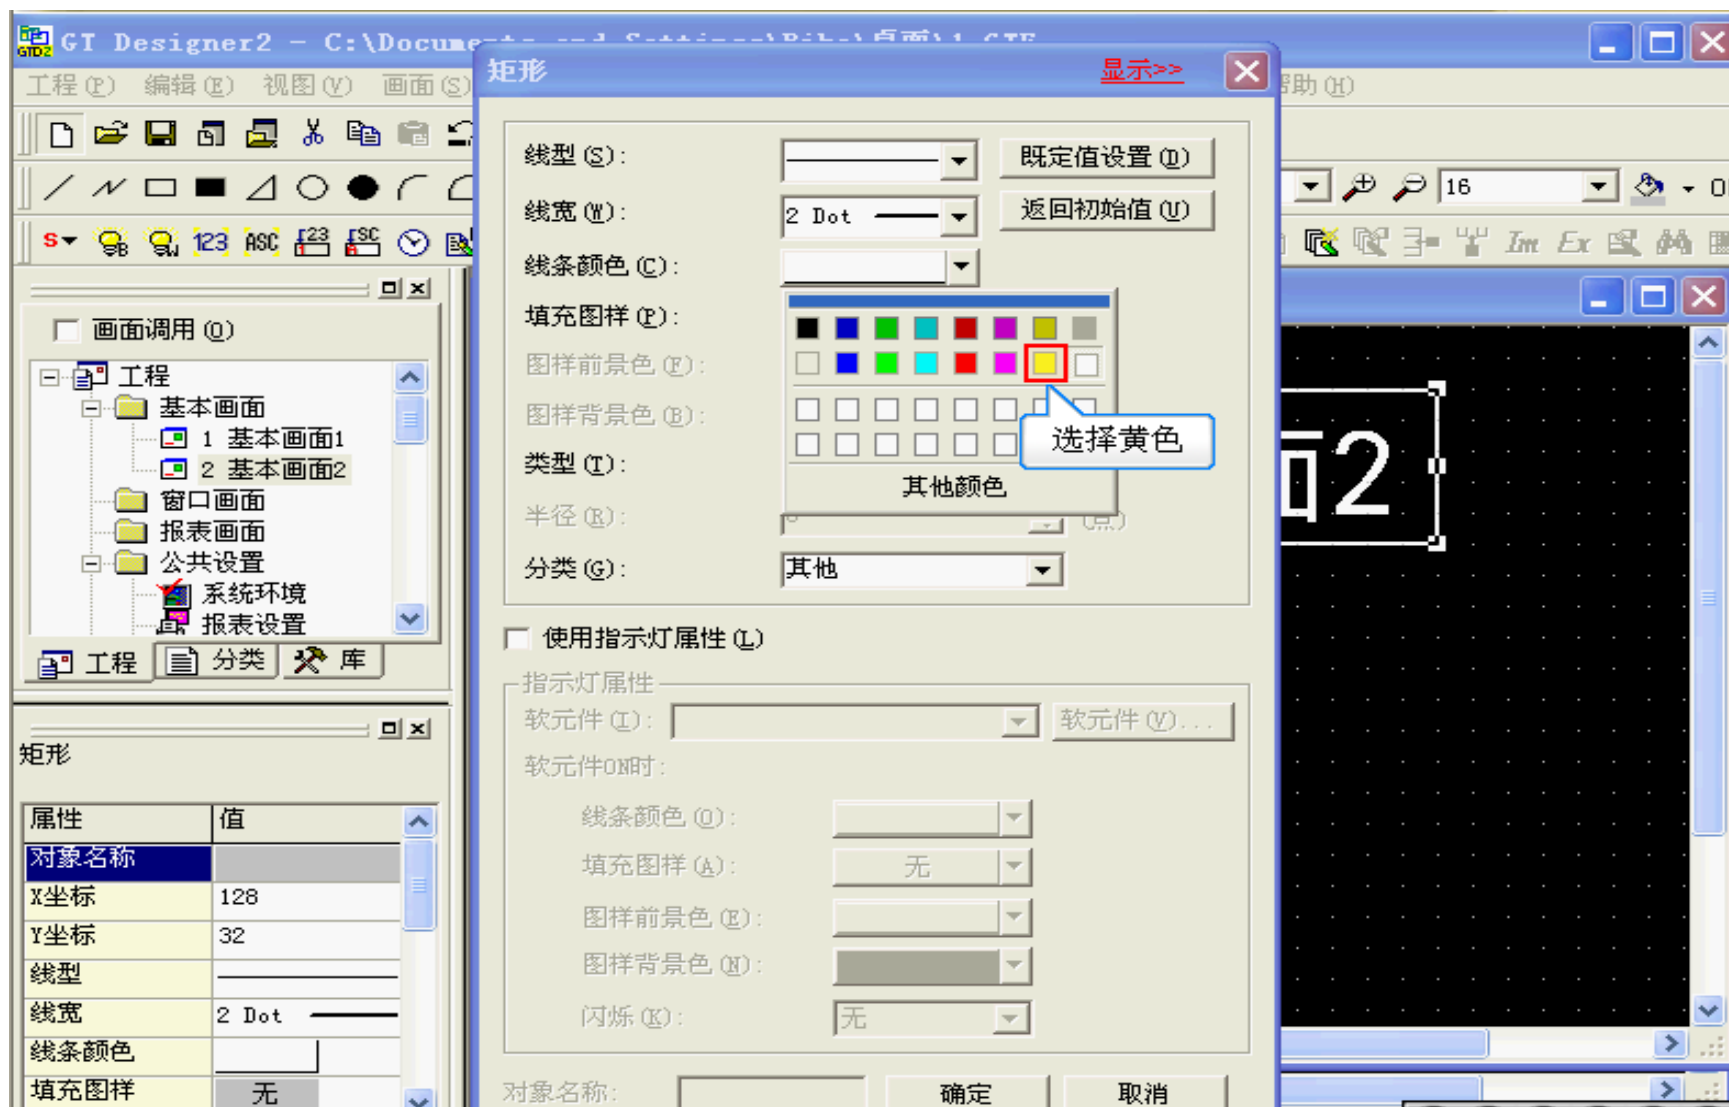 GT Designer2 - C:\Docume
工程(P) 编辑(E) 视图(V) 画面(S)
帮助(H)
16
123 ASC 123 ASC
Im Ex
画面调用(Q)
工程
基本画面
1 基本画面1
2 基本画面2
窗口画面
报表画面
公共设置
系统环境
报表设置
工程 分类 库
矩形
属性 值
对象名称
X坐标 128
Y坐标 32
线型
线宽 2 Dot
线条颜色
填充图样 无
矩形 显示>>
线型(S): 既定值设置(D)
线宽(W): 2 Dot 返回初始值(U)
线条颜色(C):
填充图样(P):
图样前景色(F):
图样背景色(B):
选择黄色
类型(T):
其他颜色
半径(R):
分类(G): 其他
使用指示灯属性(L)
指示灯属性
软元件(I): 软元件(V)...
软元件ON时:
线条颜色(O):
填充图样(A): 无
图样前景色(E):
图样背景色(N):
闪烁(K): 无
对象名称: 确定 取消
面2